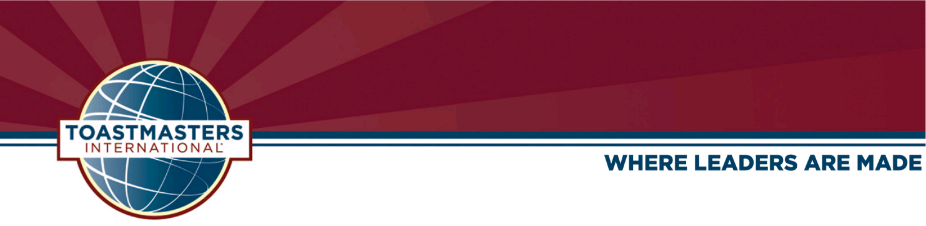 TOASTMASTERS
INTERNATIONAL
WHERE LEADERS ARE MADE